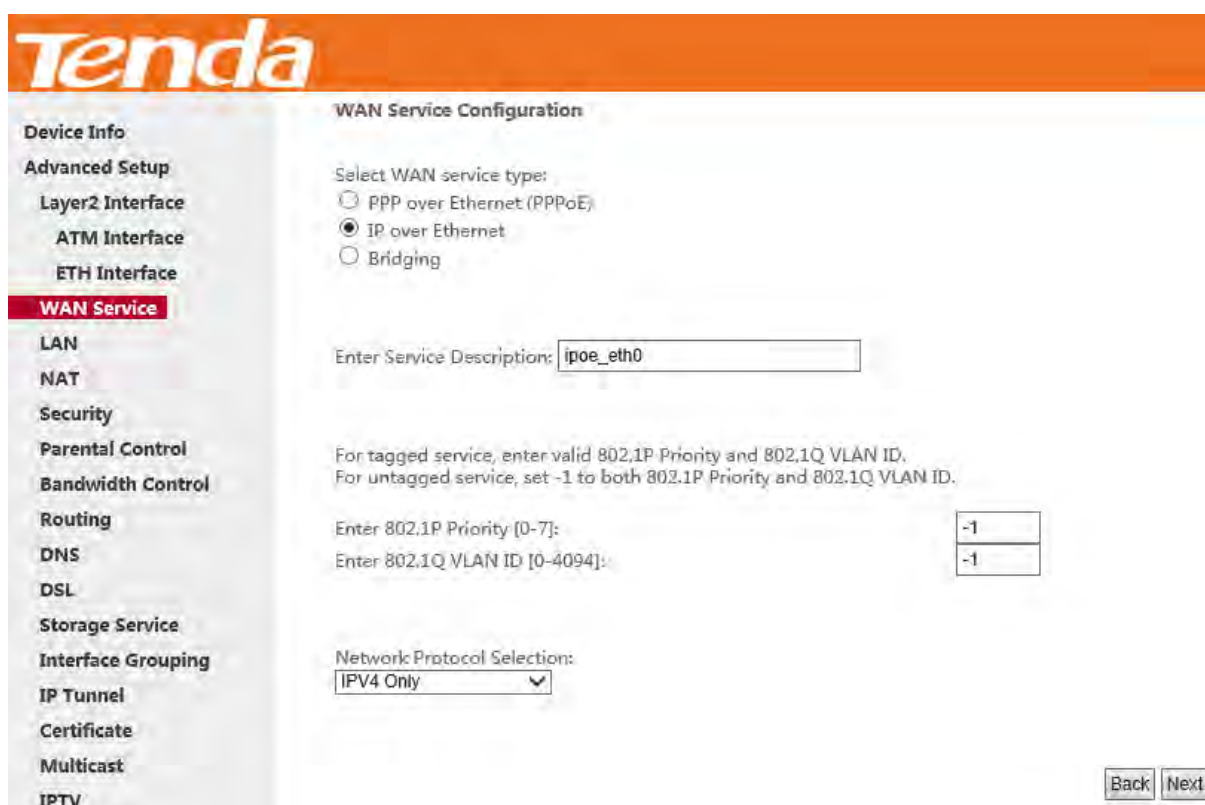 Tenda
Device Info
Advanced Setup
Layer2 Interface
ATM Interface
ETH Interface
WAN Service
LAN
NAT
Security
Parental Control
Bandwidth Control
Routing
DNS
DSL
Storage Service
Interface Grouping
IP Tunnel
Certificate
Multicast
IPTV
WAN Service Configuration
Select WAN service type:
PPP over Ethernet (PPPoE)
IP over Ethernet
Bridging
Enter Service Description: ipoe_eth0
For tagged service, enter valid 802.1P Priority and 802.1Q VLAN ID.
For untagged service, set -1 to both 802.1P Priority and 802.1Q VLAN ID.
Enter 802.1P Priority [0-7]: -1
Enter 802.1Q VLAN ID [0-4094]: -1
Network Protocol Selection:
IPV4 Only
Back Next